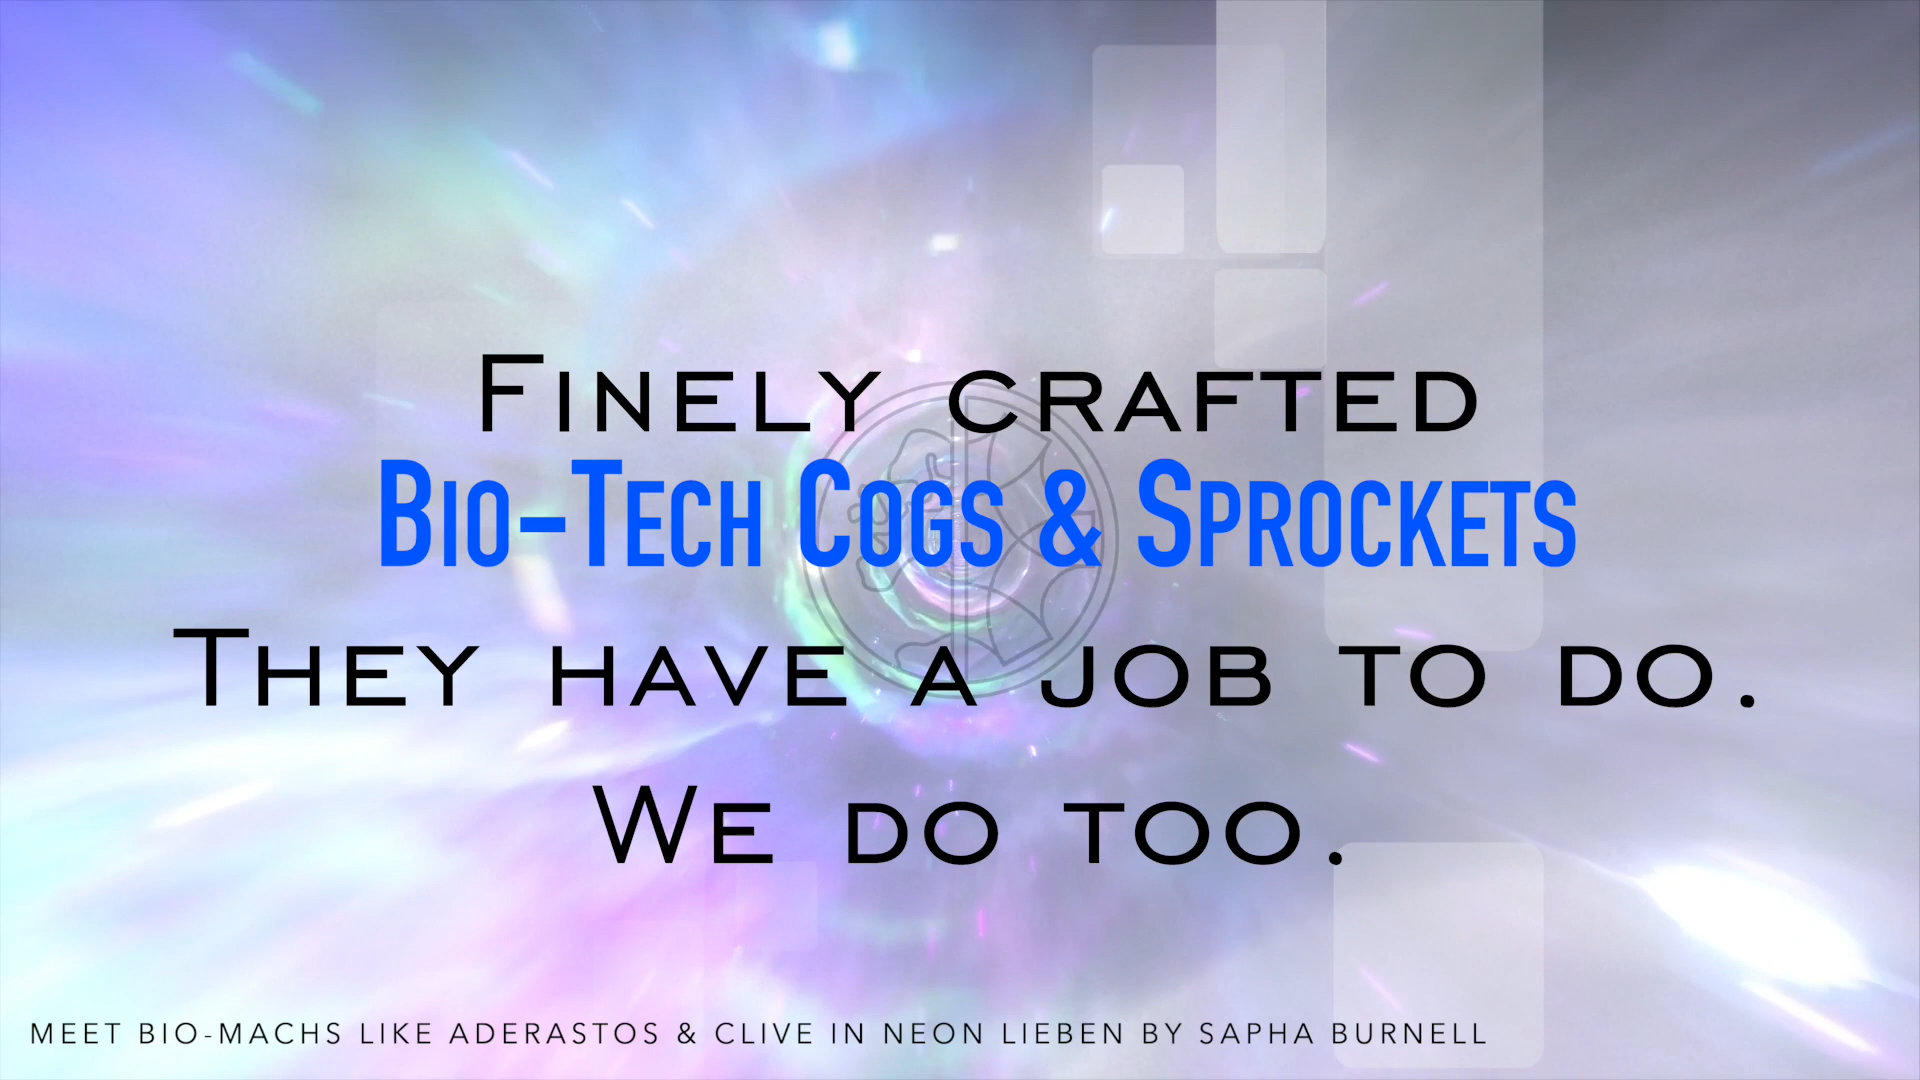 Finely crafted
Bio-Tech Cogs & Sprockets
They have a job to do.
We do too.
MEET BIO-MACHS LIKE ADERASTOS & CLIVE IN NEON LIEBEN BY SAPHA BURNELL